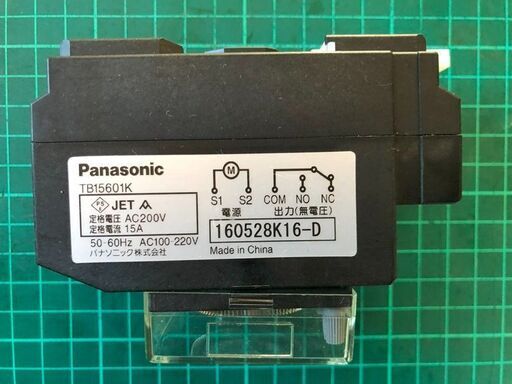 Panasonic
TB15601K
PS E JET
定格電圧 AC200V
定格電流 15A
50・60Hz AC100-220V
パナソニック株式会社
M
S1 S2 COM NO NC
電源 出力(無電圧)
160528K16-D
Made in China